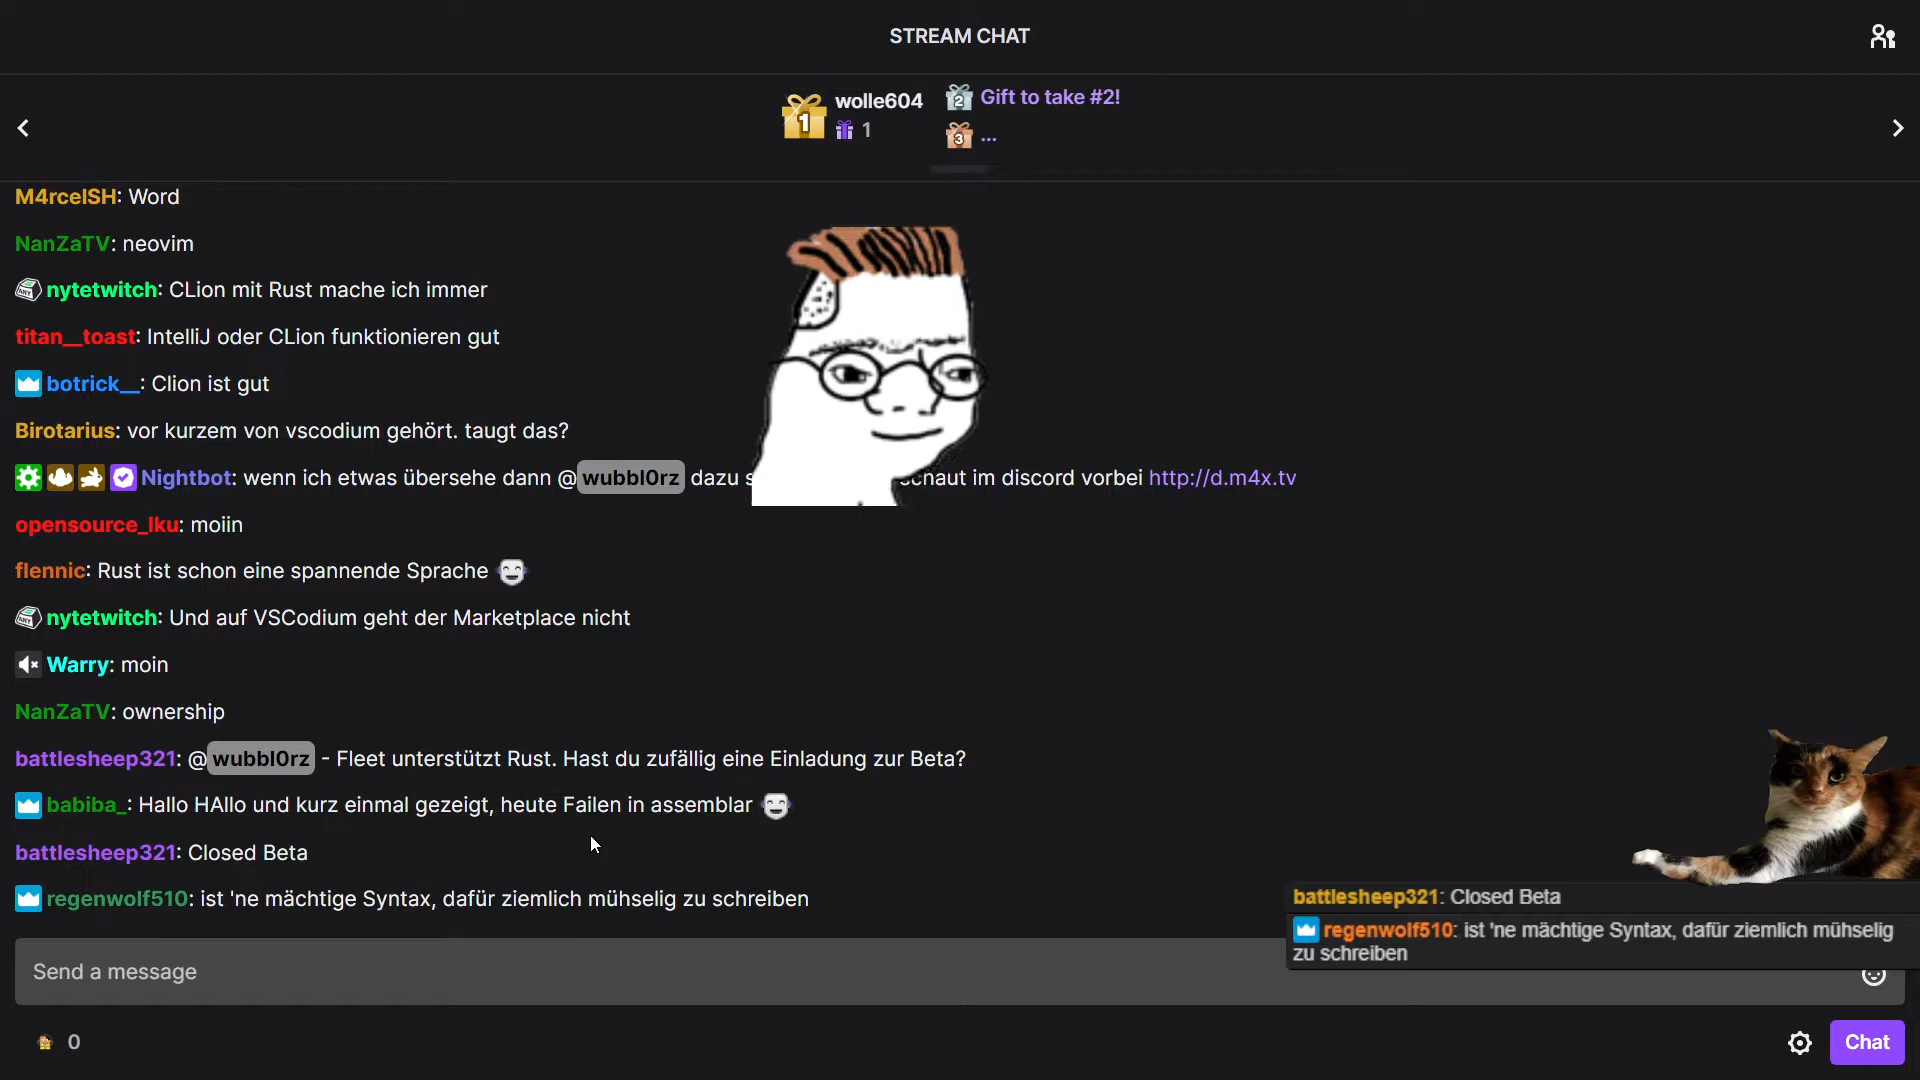 STREAM CHAT
1 wolle604
1
2 Gift to take #2!
3 ...
M4rcelSH: Word
NanZaTV: neovim
nytetwitch: CLion mit Rust mache ich immer
titan__toast: IntelliJ oder CLion funktionieren gut
botrick__: Clion ist gut
Birotarius: vor kurzem von vscodium gehört. taugt das?
Nightbot: wenn ich etwas übersehe dann @wubbl0rz dazu schaut im discord vorbei http://d.m4x.tv
opensource_lku: moiin
flennic: Rust ist schon eine spannende Sprache
nytetwitch: Und auf VSCodium geht der Marketplace nicht
Warry: moin
NanZaTV: ownership
battlesheep321: @wubbl0rz - Fleet unterstützt Rust. Hast du zufällig eine Einladung zur Beta?
babiba_: Hallo HAllo und kurz einmal gezeigt, heute Failen in assemblar
battlesheep321: Closed Beta
regenwolf510: ist 'ne mächtige Syntax, dafür ziemlich mühselig zu schreiben
battlesheep321: Closed Beta
regenwolf510: ist 'ne mächtige Syntax, dafür ziemlich mühselig
zu schreiben
Send a message
0
Chat